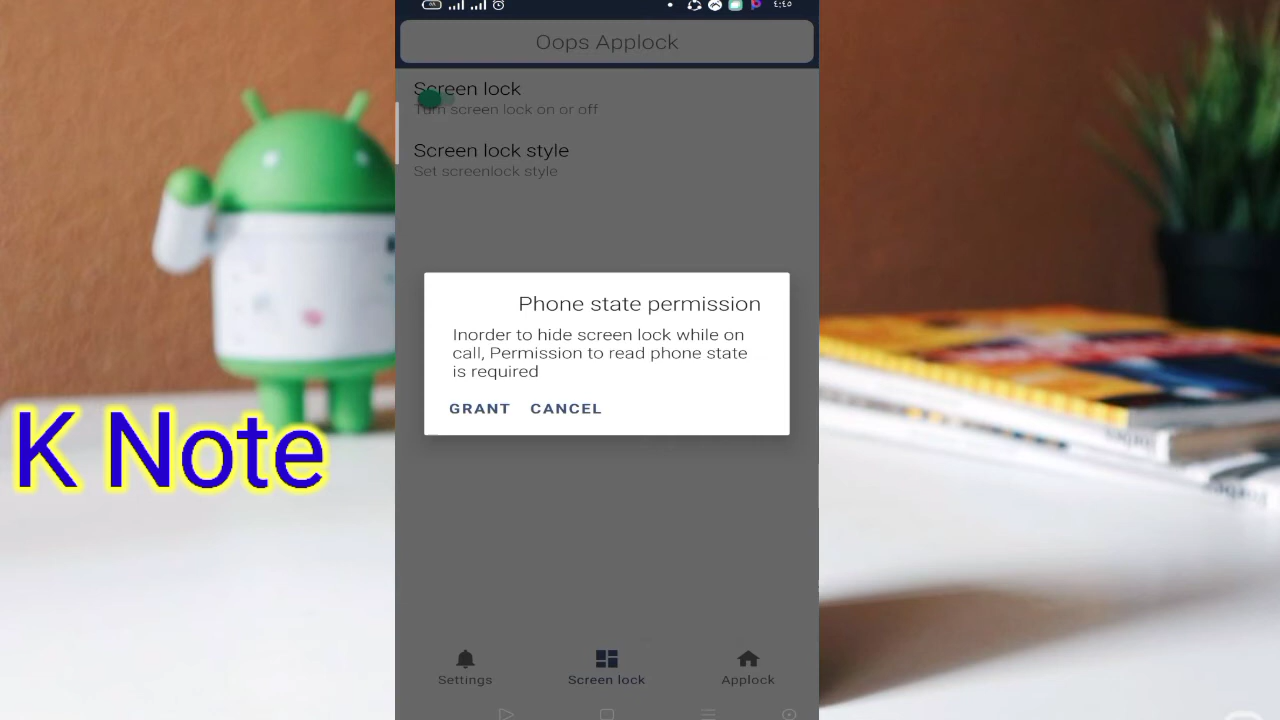 ٤:٤٥
Oops Applock
Screen lock
Turn screen lock on or off
Screen lock style
Set screenlock style
Phone state permission
Inorder to hide screen lock while on
call, Permission to read phone state
is required
GRANT CANCEL
K Note
Settings Screen lock Applock